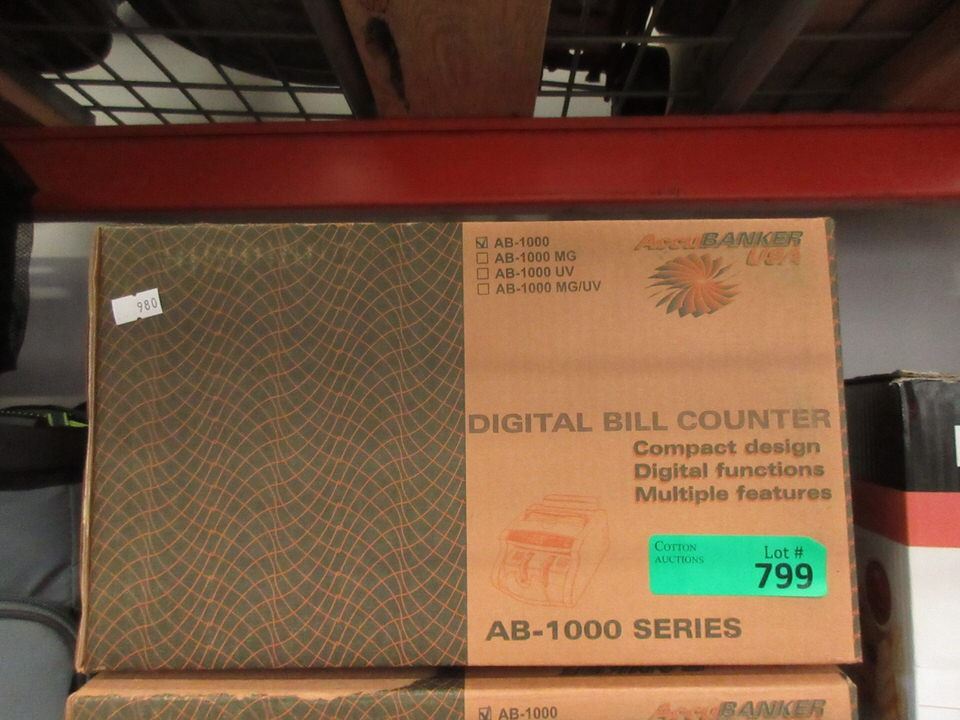 AB-1000
AB-1000 MG
AB-1000 UV
AB-1000 MG/UV
AccuBANKER
USA
980
DIGITAL BILL COUNTER
Compact design
Digital functions
Multiple features
COTTON
AUCTIONS
Lot #
799
AB-1000 SERIES
AB-1000
AccuBANKER